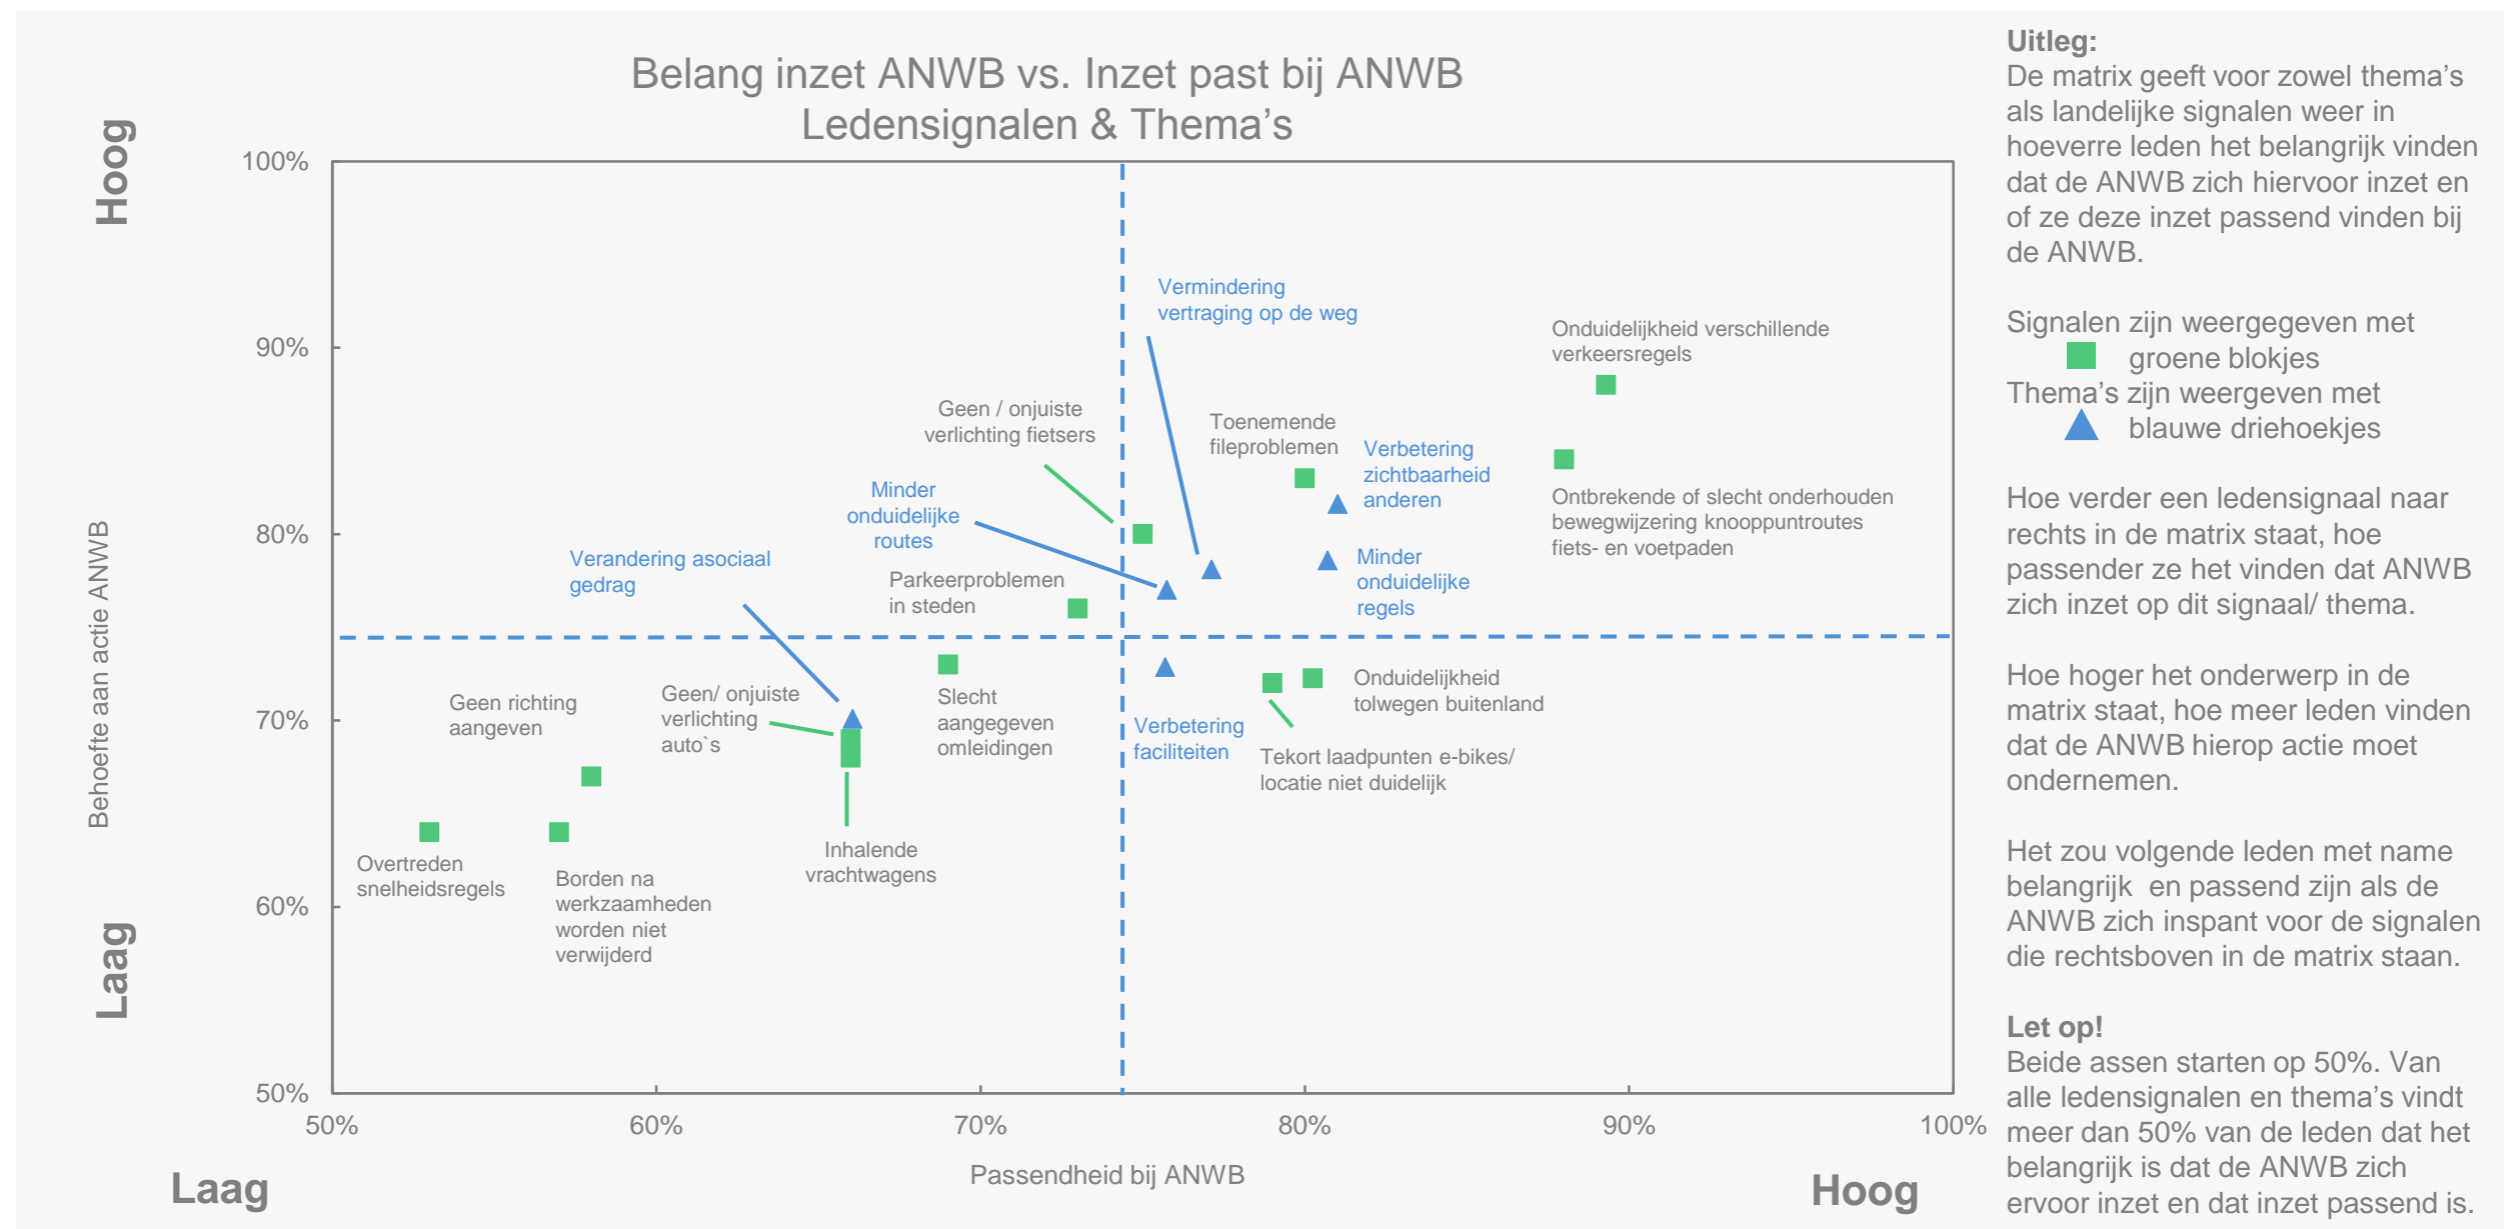 Belang inzet ANWB vs. Inzet past bij ANWB
Ledensignalen & Thema's
Hoog
Behoefte aan actie ANWB
Laag
100%
90%
80%
70%
60%
50%
Vermindering
vertraging op de weg
Onduidelijkheid verschillende
verkeersregels
Geen / onjuiste
verlichting fietsers
Toenemende
fileproblemen
Verbetering
zichtbaarheid
anderen
Minder
onduidelijke
routes
Ontbrekende of slecht onderhouden
bewegwijzering knooppuntroutes
fiets- en voetpaden
Verandering asociaal
gedrag
Parkeerproblemen
in steden
Minder
onduidelijke
regels
Geen richting
aangeven
Geen/ onjuiste
verlichting
auto`s
Slecht
aangegeven
omleidingen
Verbetering
faciliteiten
Onduidelijkheid
tolwegen buitenland
Tekort laadpunten e-bikes/
locatie niet duidelijk
Overtreden
snelheidsregels
Borden na
werkzaamheden
worden niet
verwijderd
Inhalende
vrachtwagens
50%
60%
70%
80%
90%
100%
Laag
Passendheid bij ANWB
Hoog
Uitleg:
De matrix geeft voor zowel thema's
als landelijke signalen weer in
hoeverre leden het belangrijk vinden
dat de ANWB zich hiervoor inzet en
of ze deze inzet passend vinden bij
de ANWB.
Signalen zijn weergegeven met
groene blokjes
Thema's zijn weergeven met
blauwe driehoekjes
Hoe verder een ledensignaal naar
rechts in de matrix staat, hoe
passender ze het vinden dat ANWB
zich inzet op dit signaal/ thema.
Hoe hoger het onderwerp in de
matrix staat, hoe meer leden vinden
dat de ANWB hierop actie moet
ondernemen.
Het zou volgende leden met name
belangrijk  en passend zijn als de
ANWB zich inspant voor de signalen
die rechtsboven in de matrix staan.
Let op!
Beide assen starten op 50%. Van
alle ledensignalen en thema's vindt
meer dan 50% van de leden dat het
belangrijk is dat de ANWB zich
ervoor inzet en dat inzet passend is.